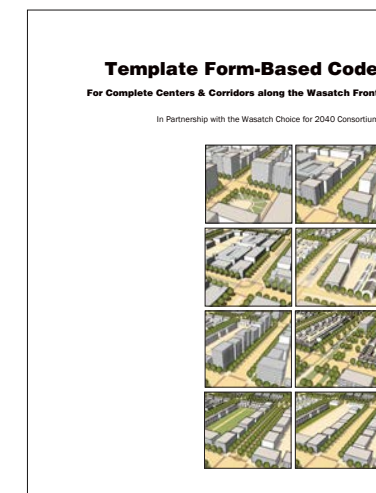 Template Form-Based Code
For Complete Centers & Corridors along the Wasatch Front
In Partnership with the Wasatch Choice for 2040 Consortium